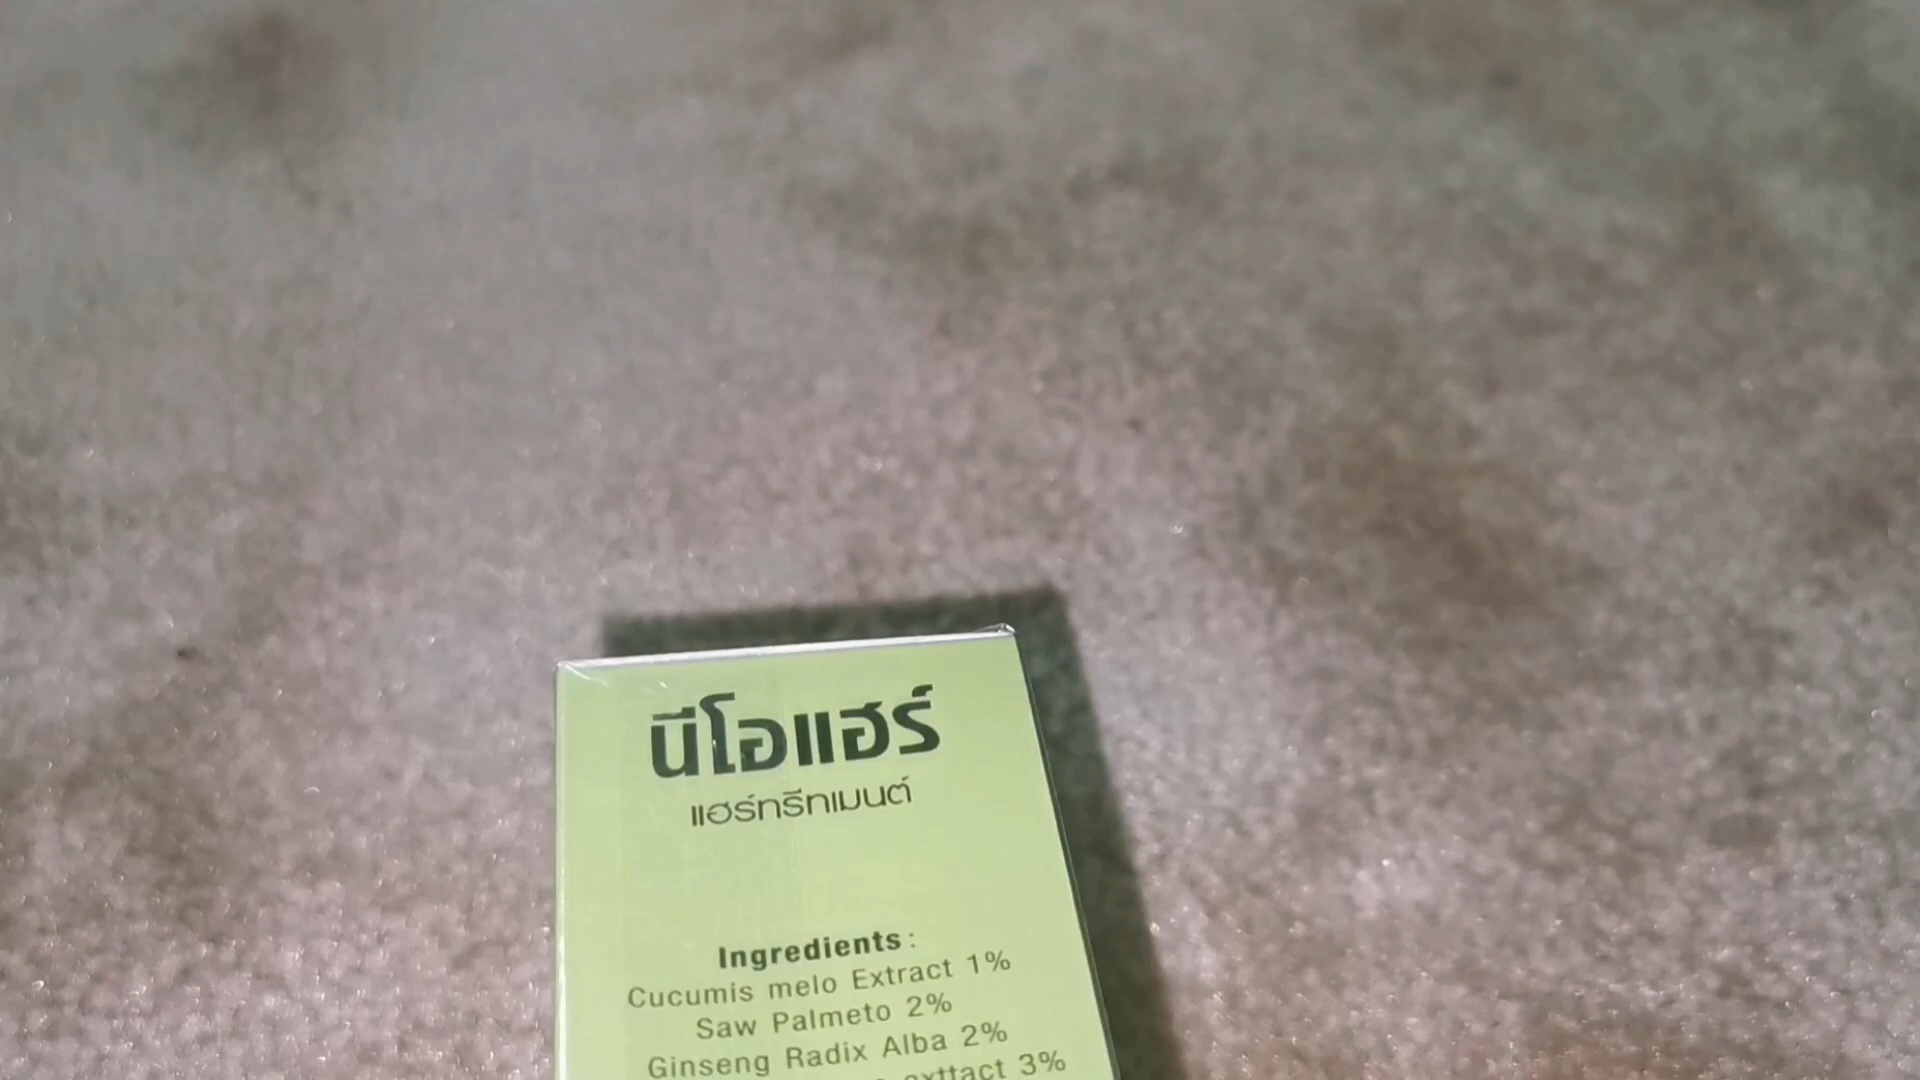 นีโอแฮร์
แฮร์ทรีทเมนต์
Ingredients :
Cucumis melo Extract 1%
Saw Palmeto 2%
Ginseng Radix Alba 2%
exttact 3%